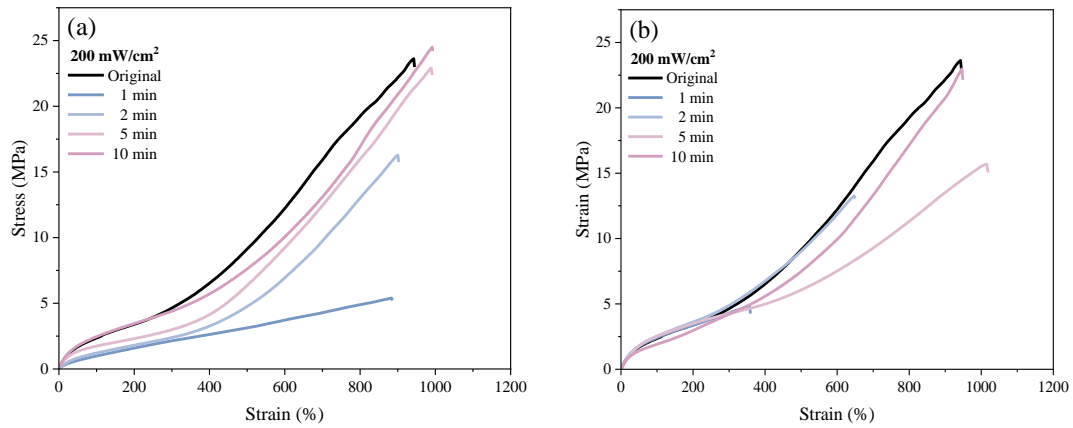 (a)
200 mW/cm²
Original
1 min
2 min
5 min
10 min
Stress (MPa)
25
20
15
10
5
0
0 200 400 600 800 1000 1200
Strain (%)
(b)
200 mW/cm²
Original
1 min
2 min
5 min
10 min
Strain (MPa)
25
20
15
10
5
0
0 200 400 600 800 1000 1200
Strain (%)